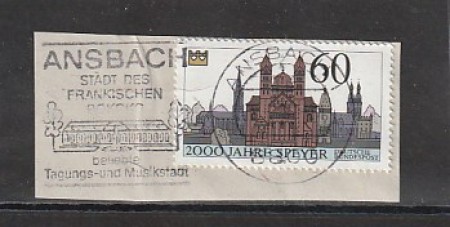 ANSBACH
STADT DES
FRÄNKISCHEN
beliebte
Tagungs-und Musikstadt
ANSBACH
60
2000 JAHRE SPEYER
DEUTSCHE
BUNDESPOST